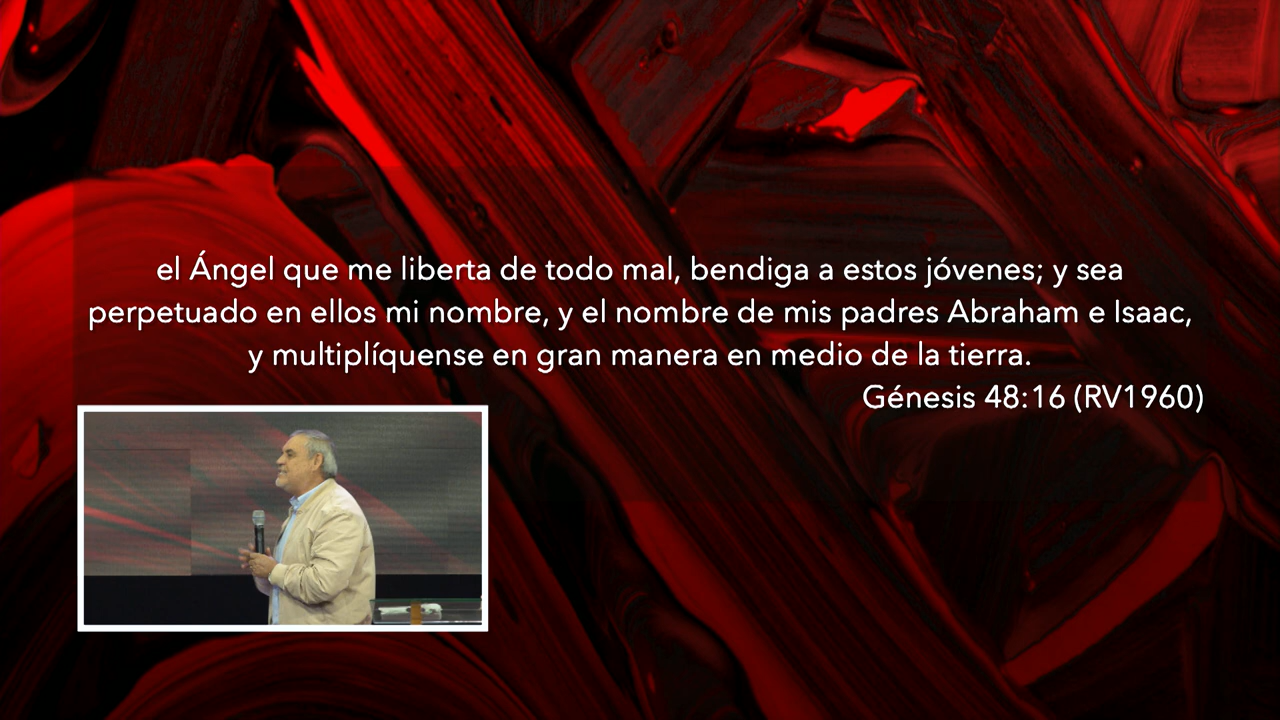 el Ángel que me liberta de todo mal, bendiga a estos jóvenes; y sea
perpetuado en ellos mi nombre, y el nombre de mis padres Abraham e Isaac,
y multiplíquense en gran manera en medio de la tierra.
Génesis 48:16 (RV1960)